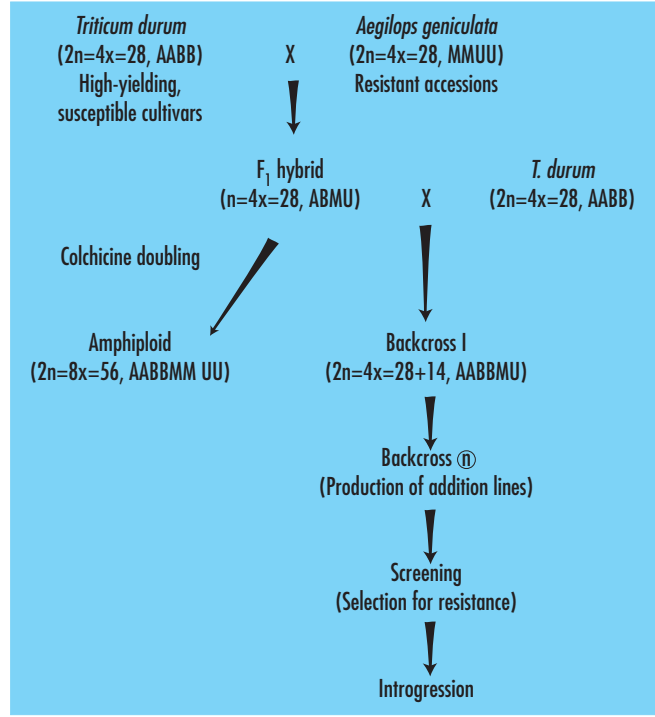 Triticum durum
(2n=4x=28, AABB)
High-yielding,
susceptible cultivars
X
Aegilops geniculata
(2n=4x=28, MMUU)
Resistant accessions
F1 hybrid
(n=4x=28, ABMU)
X
T. durum
(2n=4x=28, AABB)
Colchicine doubling
Amphiploid
(2n=8x=56, AABBMM UU)
Backcross I
(2n=4x=28+14, AABBMU)
Backcross ⓝ
(Production of addition lines)
Screening
(Selection for resistance)
Introgression